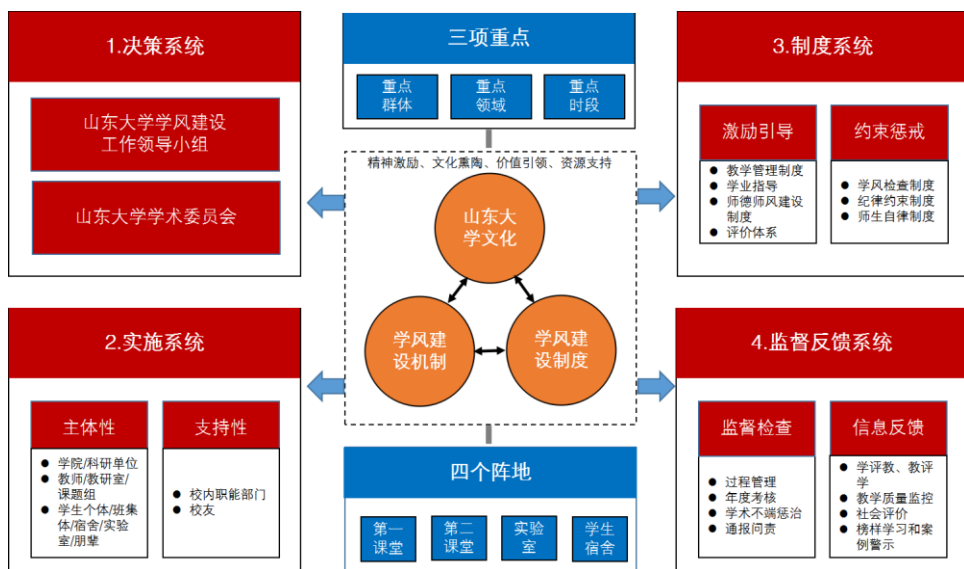 1.决策系统
山东大学学风建设
工作领导小组
山东大学学术委员会
三项重点
重点
群体
重点
领域
重点
时段
3.制度系统
激励引导
● 教学管理制度
● 学业指导
● 师德师风建设
制度
● 评价体系
约束惩戒
● 学风检查制度
● 纪律约束制度
● 师生自律制度
精神激励、文化熏陶、价值引领、资源支持
山东大
学文化
学风建
设机制
学风建
设制度
2.实施系统
主体性
● 学院/科研单位
● 教师/教研室/
课题组
● 学生个体/班集
体/宿舍/实验
室/朋辈
支持性
● 校内职能部门
● 校友
四个阵地
第一
课堂
第二
课堂
实验
室
学生
宿舍
4.监督反馈系统
监督检查
● 过程管理
● 年度考核
● 学术不端惩治
● 通报问责
信息反馈
● 学评教、教评
学
● 教学质量监控
● 社会评价
● 榜样学习和案
例警示